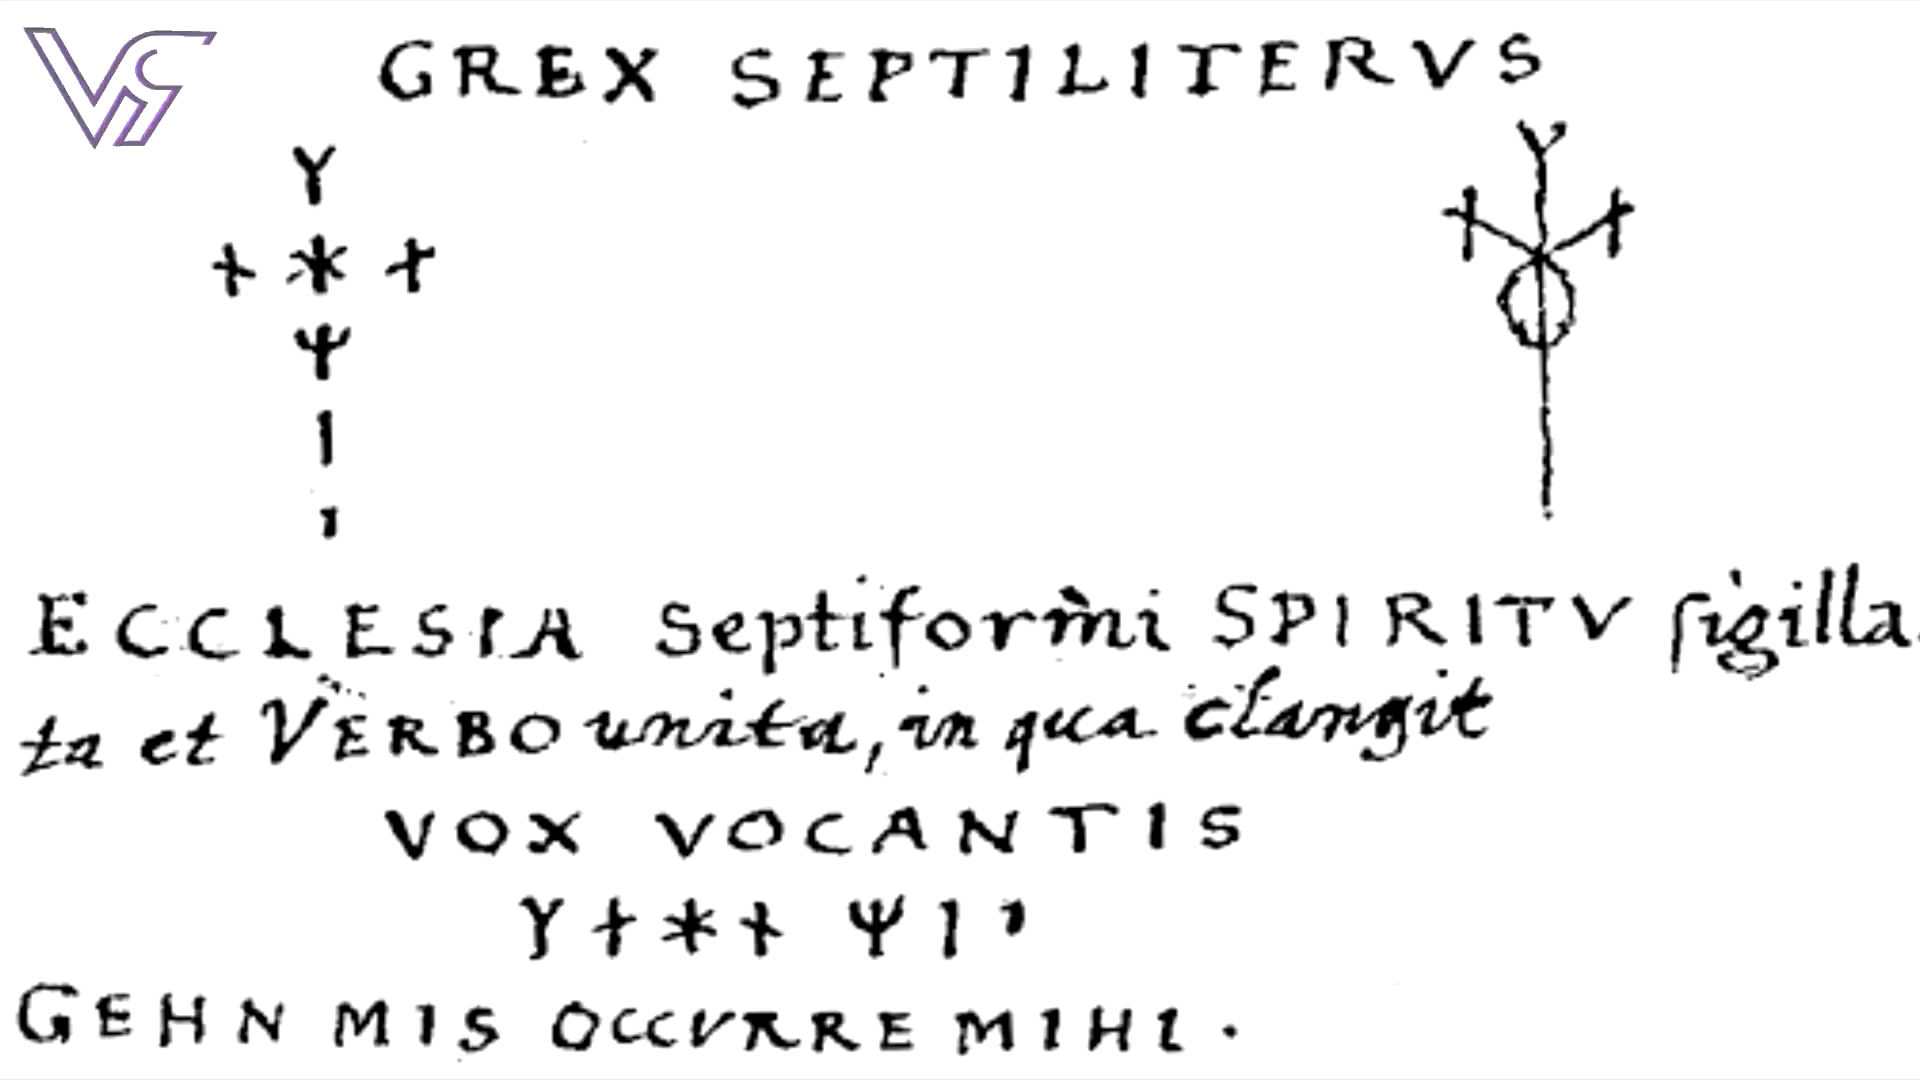 GREX SEPTILITERVS
Y
+ * +
Ψ
I
,
ECCLESIA Septiformi SPIRITV ſigilla
ta et VERBO unita, in qua clangit
VOX VOCANTIS
Y + * + Ψ I ,
GEHN MIS OCCVRRE MIHI.